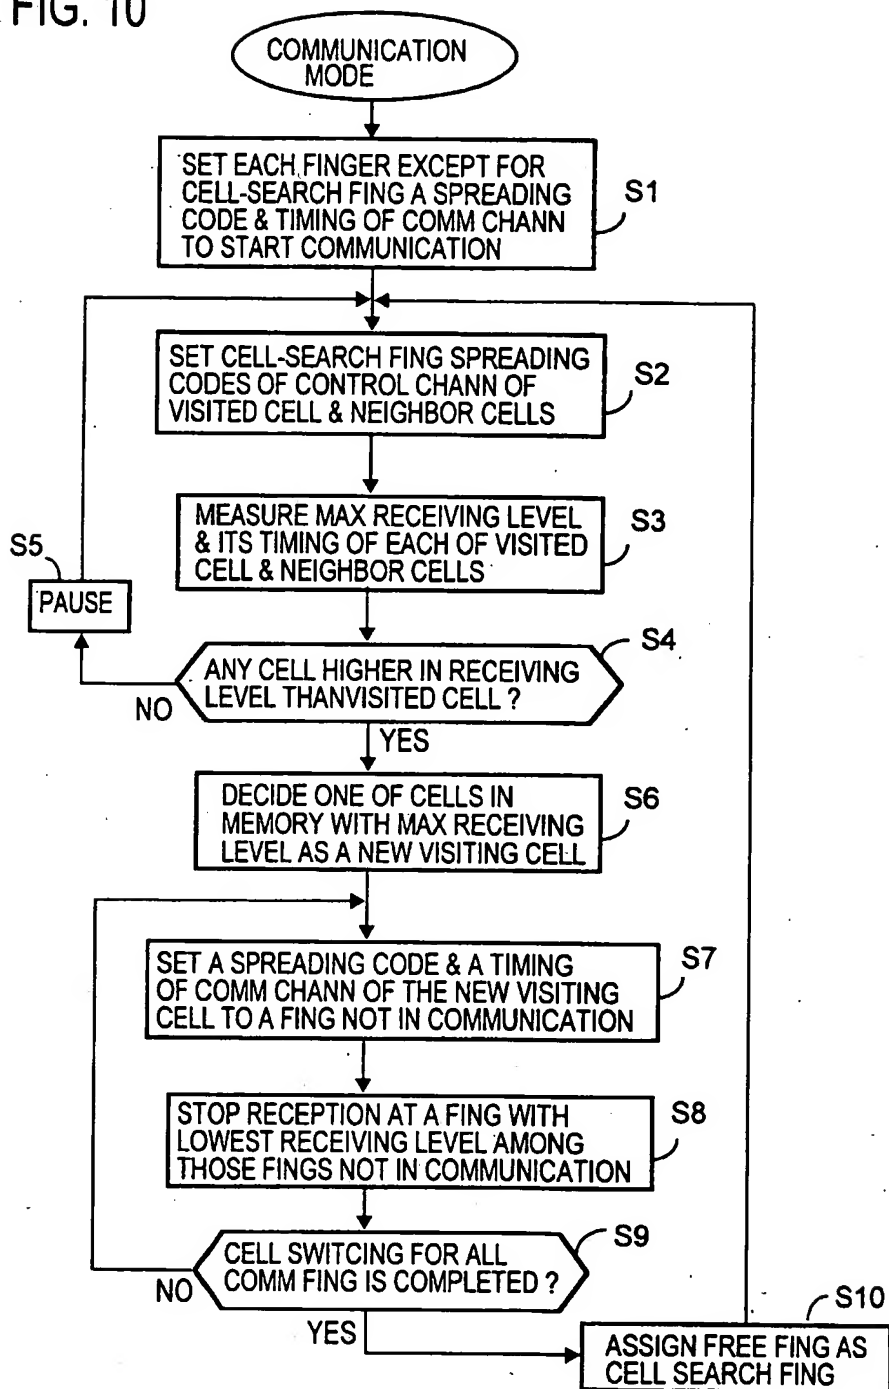 FIG. 10
COMMUNICATION
MODE
SET EACH FINGER EXCEPT FOR
CELL-SEARCH FING A SPREADING
CODE & TIMING OF COMM CHANN
TO START COMMUNICATION
S1
SET CELL-SEARCH FING SPREADING
CODES OF CONTROL CHANN OF
VISITED CELL & NEIGHBOR CELLS
S2
MEASURE MAX RECEIVING LEVEL
& ITS TIMING OF EACH OF VISITED
CELL & NEIGHBOR CELLS
S3
S5
PAUSE
ANY CELL HIGHER IN RECEIVING
LEVEL THANVISITED CELL ?
S4
NO
YES
DECIDE ONE OF CELLS IN
MEMORY WITH MAX RECEIVING
LEVEL AS A NEW VISITING CELL
S6
SET A SPREADING CODE & A TIMING
OF COMM CHANN OF THE NEW VISITING
CELL TO A FING NOT IN COMMUNICATION
S7
STOP RECEPTION AT A FING WITH
LOWEST RECEIVING LEVEL AMONG
THOSE FINGS NOT IN COMMUNICATION
S8
CELL SWITCING FOR ALL
COMM FING IS COMPLETED ?
S9
NO
YES
S10
ASSIGN FREE FING AS
CELL SEARCH FING